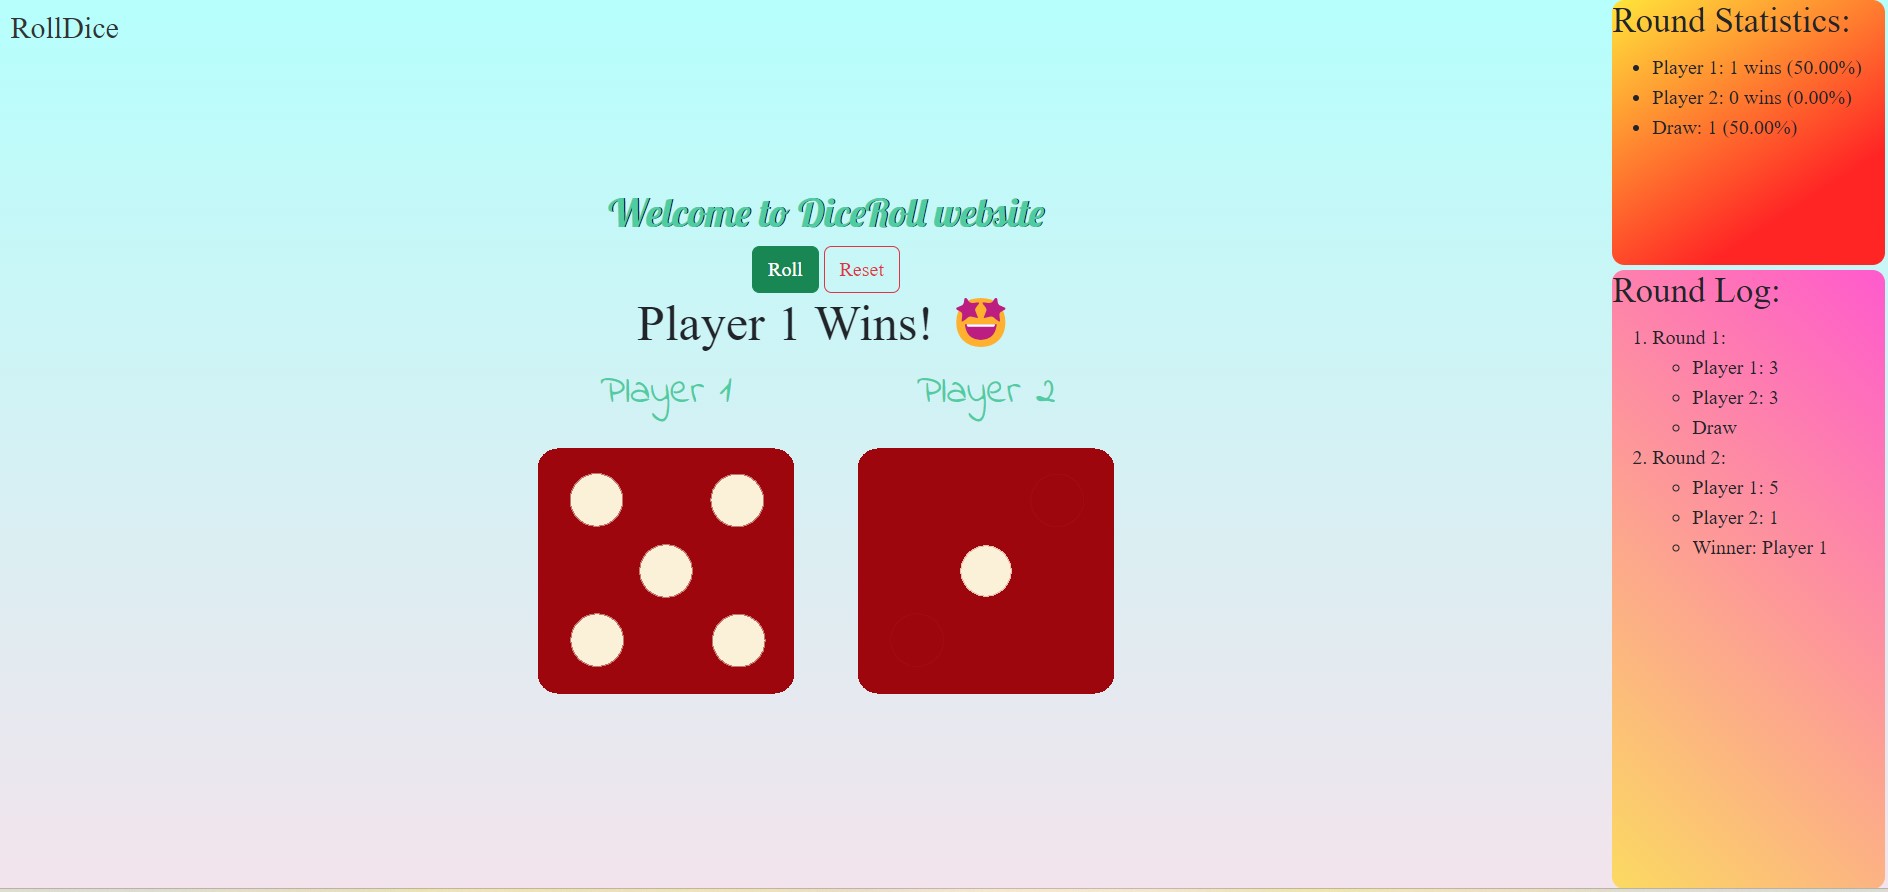 RollDice
Welcome to DiceRoll website
Roll Reset
Player 1 Wins! 🤩
Player 1
Player 2
Round Statistics:
Player 1: 1 wins (50.00%)
Player 2: 0 wins (0.00%)
Draw: 1 (50.00%)
Round Log:
1. Round 1:
Player 1: 3
Player 2: 3
Draw
2. Round 2:
Player 1: 5
Player 2: 1
Winner: Player 1